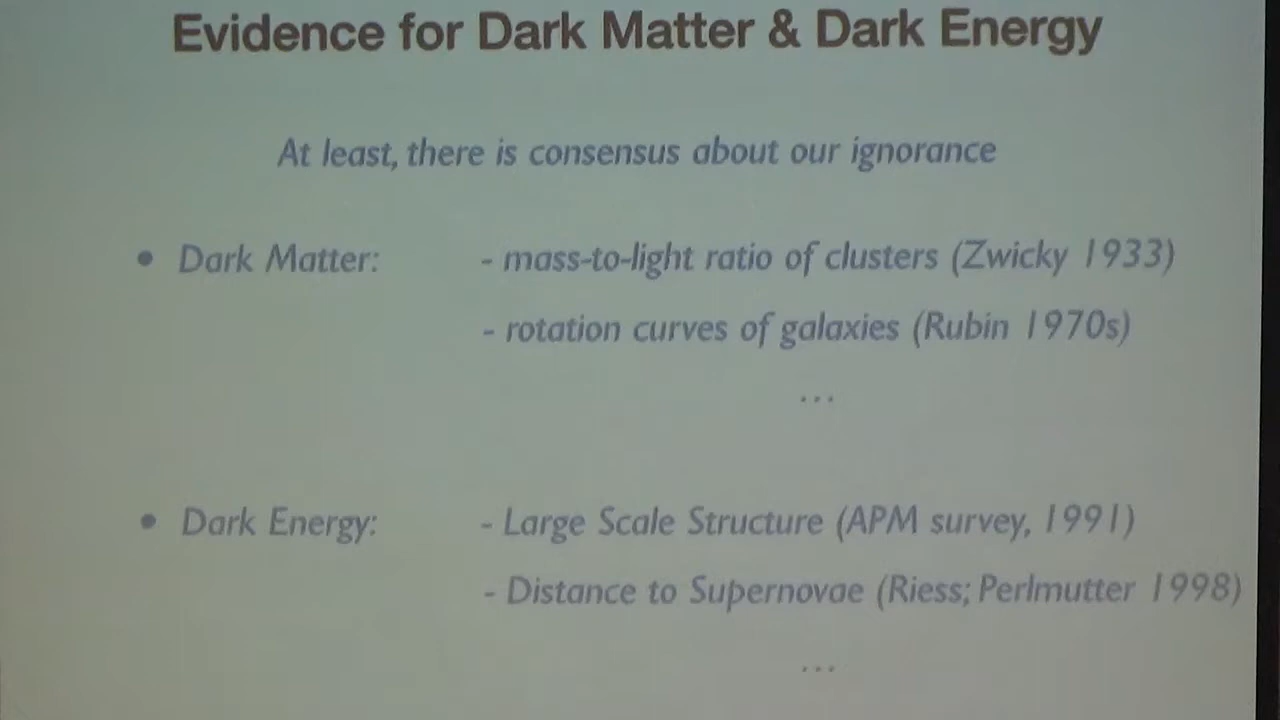 Evidence for Dark Matter & Dark Energy
At least, there is consensus about our ignorance
• Dark Matter: - mass-to-light ratio of clusters (Zwicky 1933)
- rotation curves of galaxies (Rubin 1970s)
...
• Dark Energy: - Large Scale Structure (APM survey, 1991)
- Distance to Supernovae (Riess; Perlmutter 1998)
...